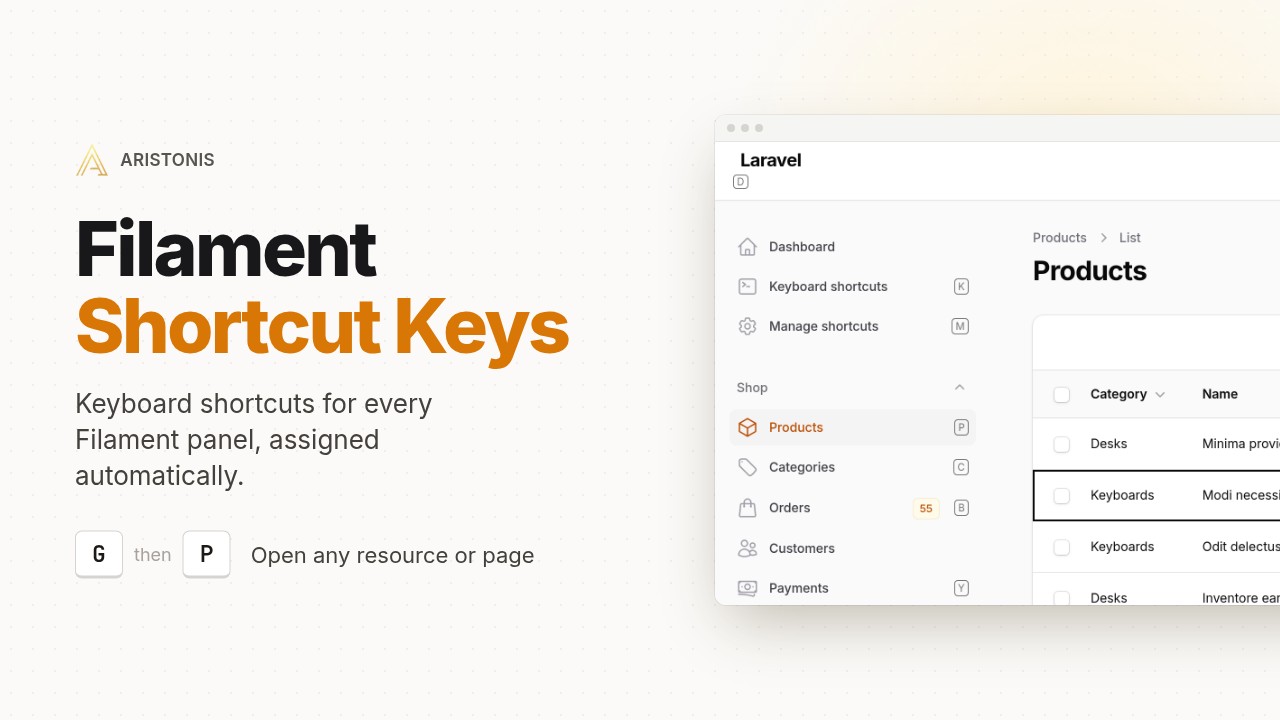 ARISTONIS
Filament
Shortcut Keys
Keyboard shortcuts for every
Filament panel, assigned
automatically.
G then P Open any resource or page
Laravel
D
Dashboard
Keyboard shortcuts K
Manage shortcuts M
Shop
Products P
Categories C
Orders 55 B
Customers
Payments Y
Products > List
Products
Category Name
Desks Minima provi
Keyboards Modi necessi
Keyboards Odit delectus
Desks Inventore ear